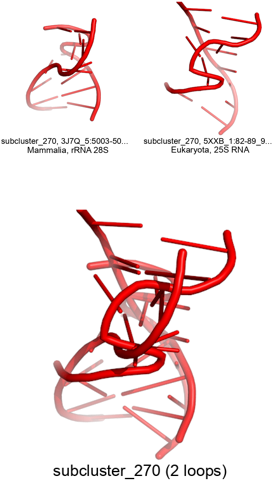 subcluster_270, 3J7Q_5:5003-50...
Mammalia, rRNA 28S
subcluster_270, 5XXB_1:82-89_9...
Eukaryota, 25S RNA
subcluster_270 (2 loops)